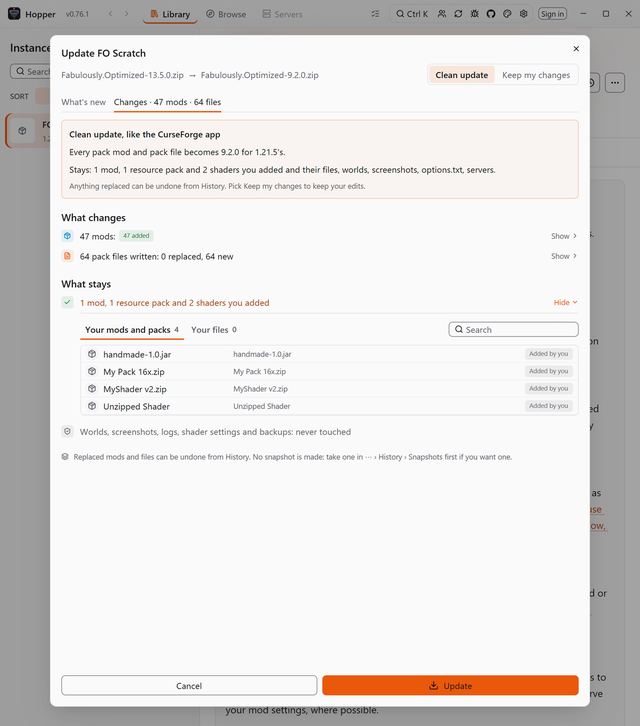 Hopper v0.76.1 Library Browse Servers Ctrl K Sign in
Instance
Search
SORT
FO
1.2
Update FO Scratch
Fabulously.Optimized-13.5.0.zip → Fabulously.Optimized-9.2.0.zip
Clean update Keep my changes
What's new Changes · 47 mods · 64 files
Clean update, like the CurseForge app
Every pack mod and pack file becomes 9.2.0 for 1.21.5's.
Stays: 1 mod, 1 resource pack and 2 shaders you added and their files, worlds, screenshots, options.txt, servers.
Anything replaced can be undone from History. Pick Keep my changes to keep your edits.
What changes
47 mods: 47 added Show
64 pack files written: 0 replaced, 64 new Show
What stays
1 mod, 1 resource pack and 2 shaders you added Hide
Your mods and packs 4 Your files 0 Search
handmade-1.0.jar handmade-1.0.jar Added by you
My Pack 16x.zip My Pack 16x.zip Added by you
MyShader v2.zip MyShader v2.zip Added by you
Unzipped Shader Unzipped Shader Added by you
Worlds, screenshots, logs, shader settings and backups: never touched
Replaced mods and files can be undone from History. No snapshot is made: take one in ··· › History › Snapshots first if you want one.
Cancel Update
s.
on
ed
y
as
use
ow,
d or
s to
rve
your mod settings, where possible.